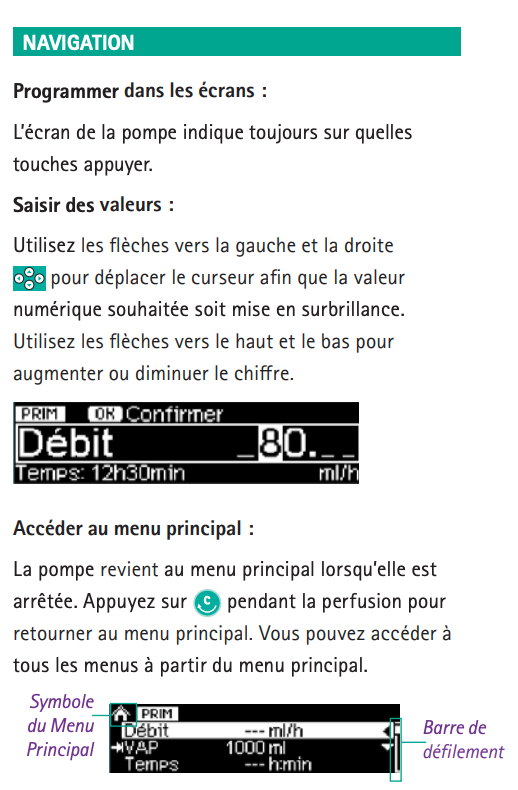 NAVIGATION
Programmer dans les écrans :
L'écran de la pompe indique toujours sur quelles
touches appuyer.
Saisir des valeurs :
Utilisez les flèches vers la gauche et la droite
pour déplacer le curseur afin que la valeur
numérique souhaitée soit mise en surbrillance.
Utilisez les flèches vers le haut et le bas pour
augmenter ou diminuer le chiffre.
PRIM OK Confirmer
Débit _80._ _
Temps: 12h30min ml/h
Accéder au menu principal :
La pompe revient au menu principal lorsqu'elle est
arrêtée. Appuyez sur C pendant la perfusion pour
retourner au menu principal. Vous pouvez accéder à
tous les menus à partir du menu principal.
Symbole
du Menu
Principal
PRIM
Débit --- ml/h
VAP 1000 ml
Temps --- h:min
Barre de
défilement